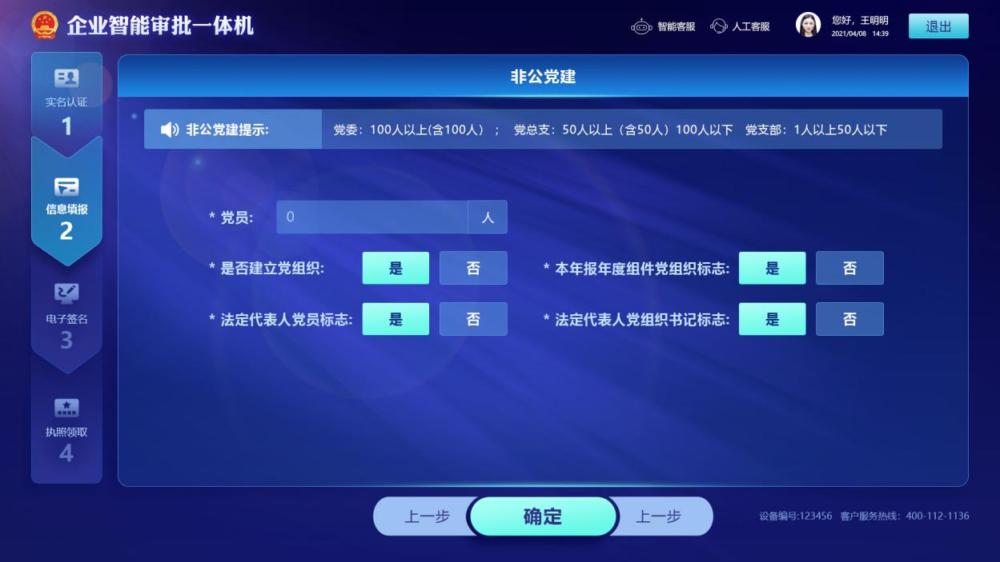 企业智能审批一体机
智能客服
人工客服
您好，王明明
2021/04/08 14:39
退出
实名认证
1
信息填报
2
电子签名
3
执照领取
4
非公党建
非公党建提示:
党委：100人以上(含100人） ； 党总支：50人以上（含50人）100人以下 党支部：1人以上50人以下
* 党员: 0 人
* 是否建立党组织: 是 否
* 本年报年度组件党组织标志: 是 否
* 法定代表人党员标志: 是 否
* 法定代表人党组织书记标志: 是 否
上一步 确定 上一步
设备编号:123456 客户服务热线：400-112-1136